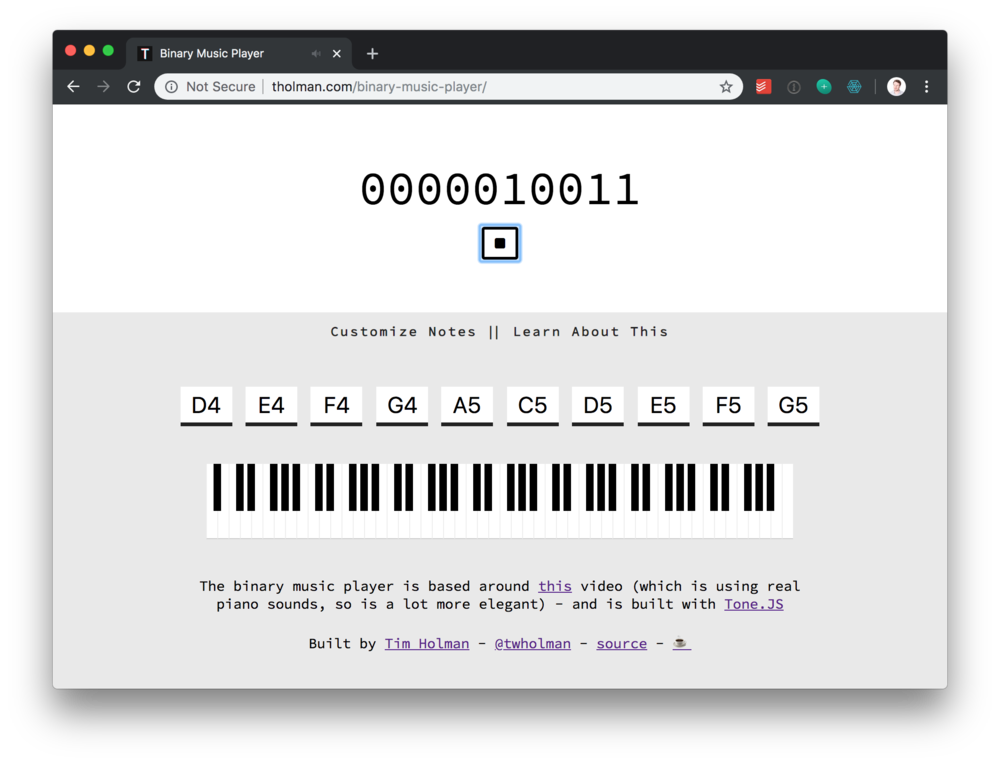 T Binary Music Player
Not Secure | tholman.com/binary-music-player/
0000010011
Customize Notes || Learn About This
D4 E4 F4 G4 A5 C5 D5 E5 F5 G5
The binary music player is based around this video (which is using real
piano sounds, so is a lot more elegant) - and is built with Tone.JS
Built by Tim Holman - @twholman - source - ☕